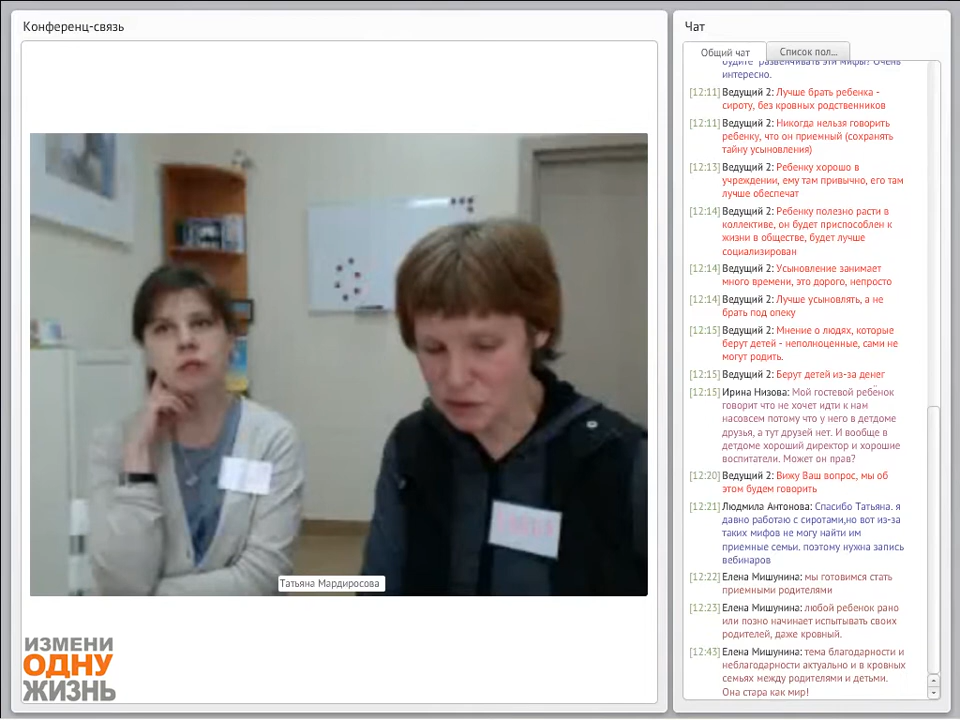 Конференц-связь
Татьяна Мардиросова
ИЗМЕНИ
ОДНУ
ЖИЗНЬ
Чат
Общий чат
Список пол...
будите развенчивать эти мифы! Очень
интересно.
[12:11] Ведущий 2: Лучше брать ребенка -
сироту, без кровных родственников
[12:11] Ведущий 2: Никогда нельзя говорить
ребенку, что он приемный (сохранять
тайну усыновления)
[12:13] Ведущий 2: Ребенку хорошо в
учреждении, ему там привычно, его там
лучше обеспечат
[12:14] Ведущий 2: Ребенку полезно расти в
коллективе, он будет приспособлен к
жизни в обществе, будет лучше
социализирован
[12:14] Ведущий 2: Усыновление занимает
много времени, это дорого, непросто
[12:14] Ведущий 2: Лучше усыновлять, а не
брать под опеку
[12:15] Ведущий 2: Мнение о людях, которые
берут детей - неполноценные, сами не
могут родить.
[12:15] Ведущий 2: Берут детей из-за денег
[12:15] Ирина Низова: Мой гостевой ребёнок
говорит что не хочет идти к нам
насовсем потому что у него в детдоме
друзья, а тут друзей нет. И вообще в
детдоме хороший директор и хорошие
воспитатели. Может он прав?
[12:20] Ведущий 2: Вижу Ваш вопрос, мы об
этом будем говорить
[12:21] Людмила Антонова: Спасибо Татьяна. я
давно работаю с сиротами,но вот из-за
таких мифов не могу найти им
приемные семьи. поэтому нужна запись
вебинаров
[12:22] Елена Мишунина: мы готовимся стать
приемными родителями
[12:23] Елена Мишунина: любой ребенок рано
или позно начинает испытывать своих
родителей, даже кровный.
[12:43] Елена Мишунина: тема благодарности и
неблагодарности актуально и в кровных
семьях между родителями и детьми.
Она стара как мир!